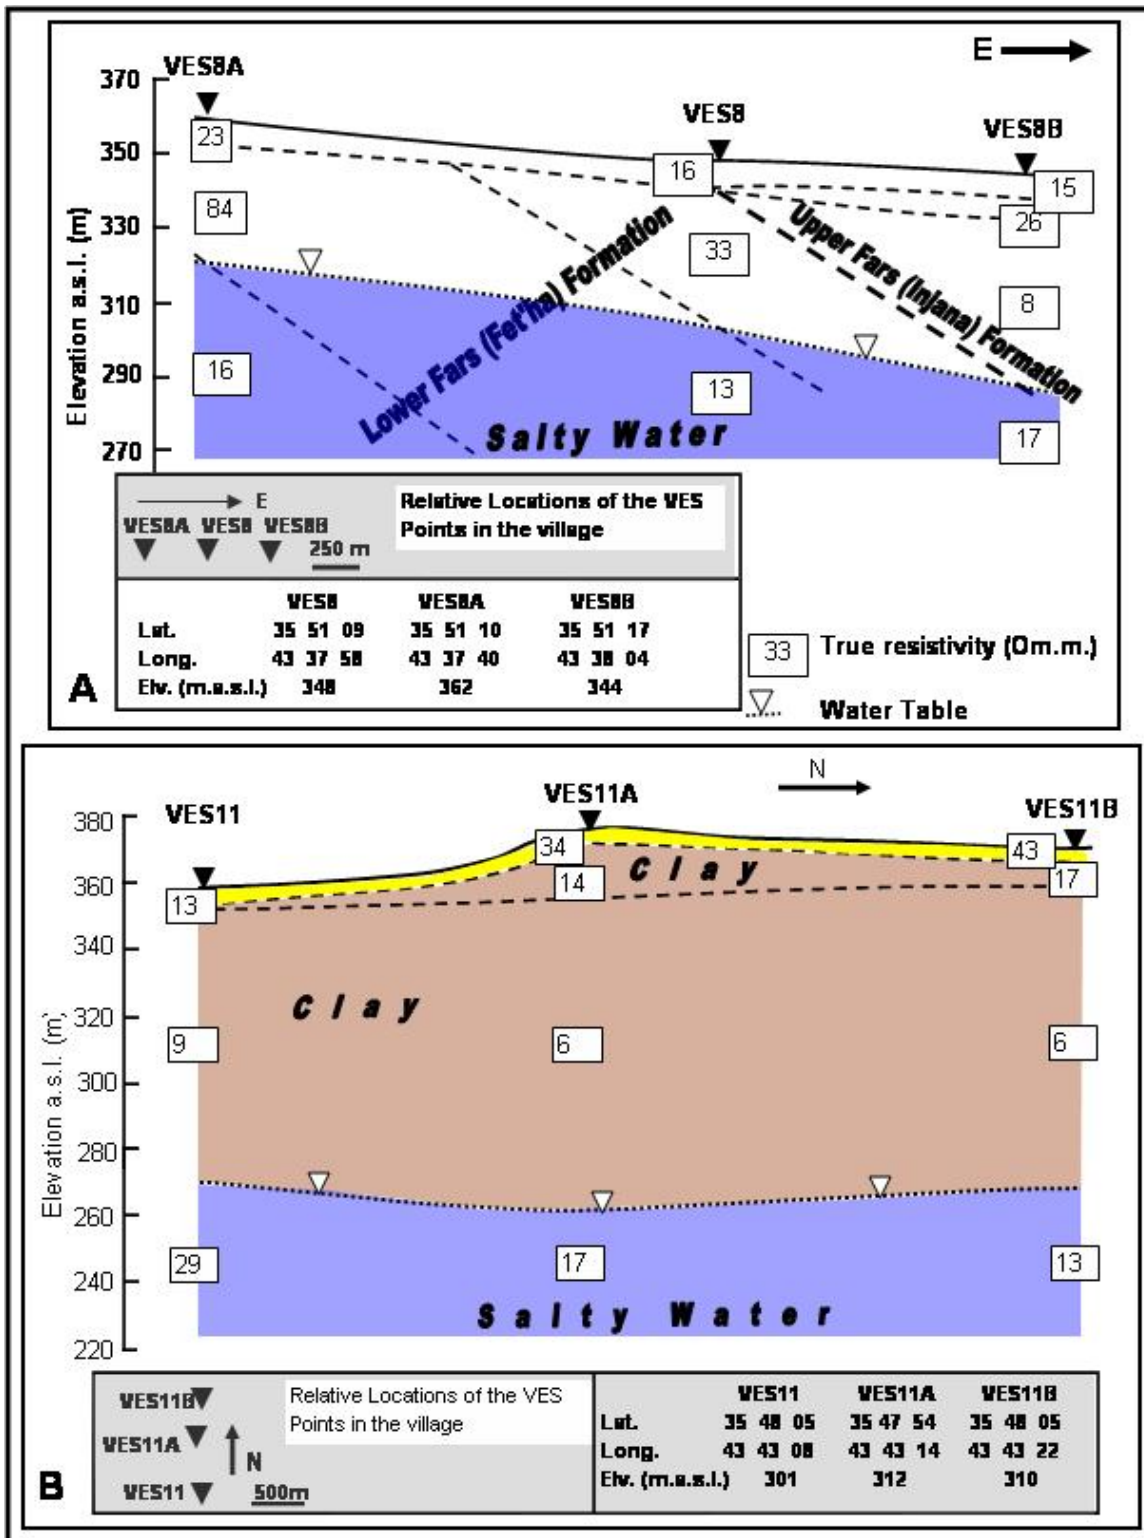 E
VES8A
VES8
VES8B
370
350
330
310
290
270
Elevation a.s.l. (m)
23
16
15
84
26
33
8
16
13
17
Lower Fars (Fet'ha) Formation
Upper Fars (Injana) Formation
Salty Water
E
VES8A VES8 VES8B
250 m
Relative Locations of the VES
Points in the village
VES8 VES8A VES8B
Lat. 35 51 09 35 51 10 35 51 17
Long. 43 37 58 43 37 40 43 38 04
Elv. (m.a.s.l.) 348 362 344
A
33 True resistivity (Om.m.)
Water Table
N
VES11
VES11A
VES11B
380
360
340
320
300
280
260
240
220
Elevation a.s.l. (m)
34
43
13
14
17
Clay
Clay
9
6
6
29
17
13
Salty Water
VES11B
VES11A
VES11
N
500m
Relative Locations of the VES
Points in the village
VES11 VES11A VES11B
Lat. 35 48 05 35 47 54 35 48 05
Long. 43 43 08 43 43 14 43 43 22
Elv. (m.a.s.l.) 301 312 310
B